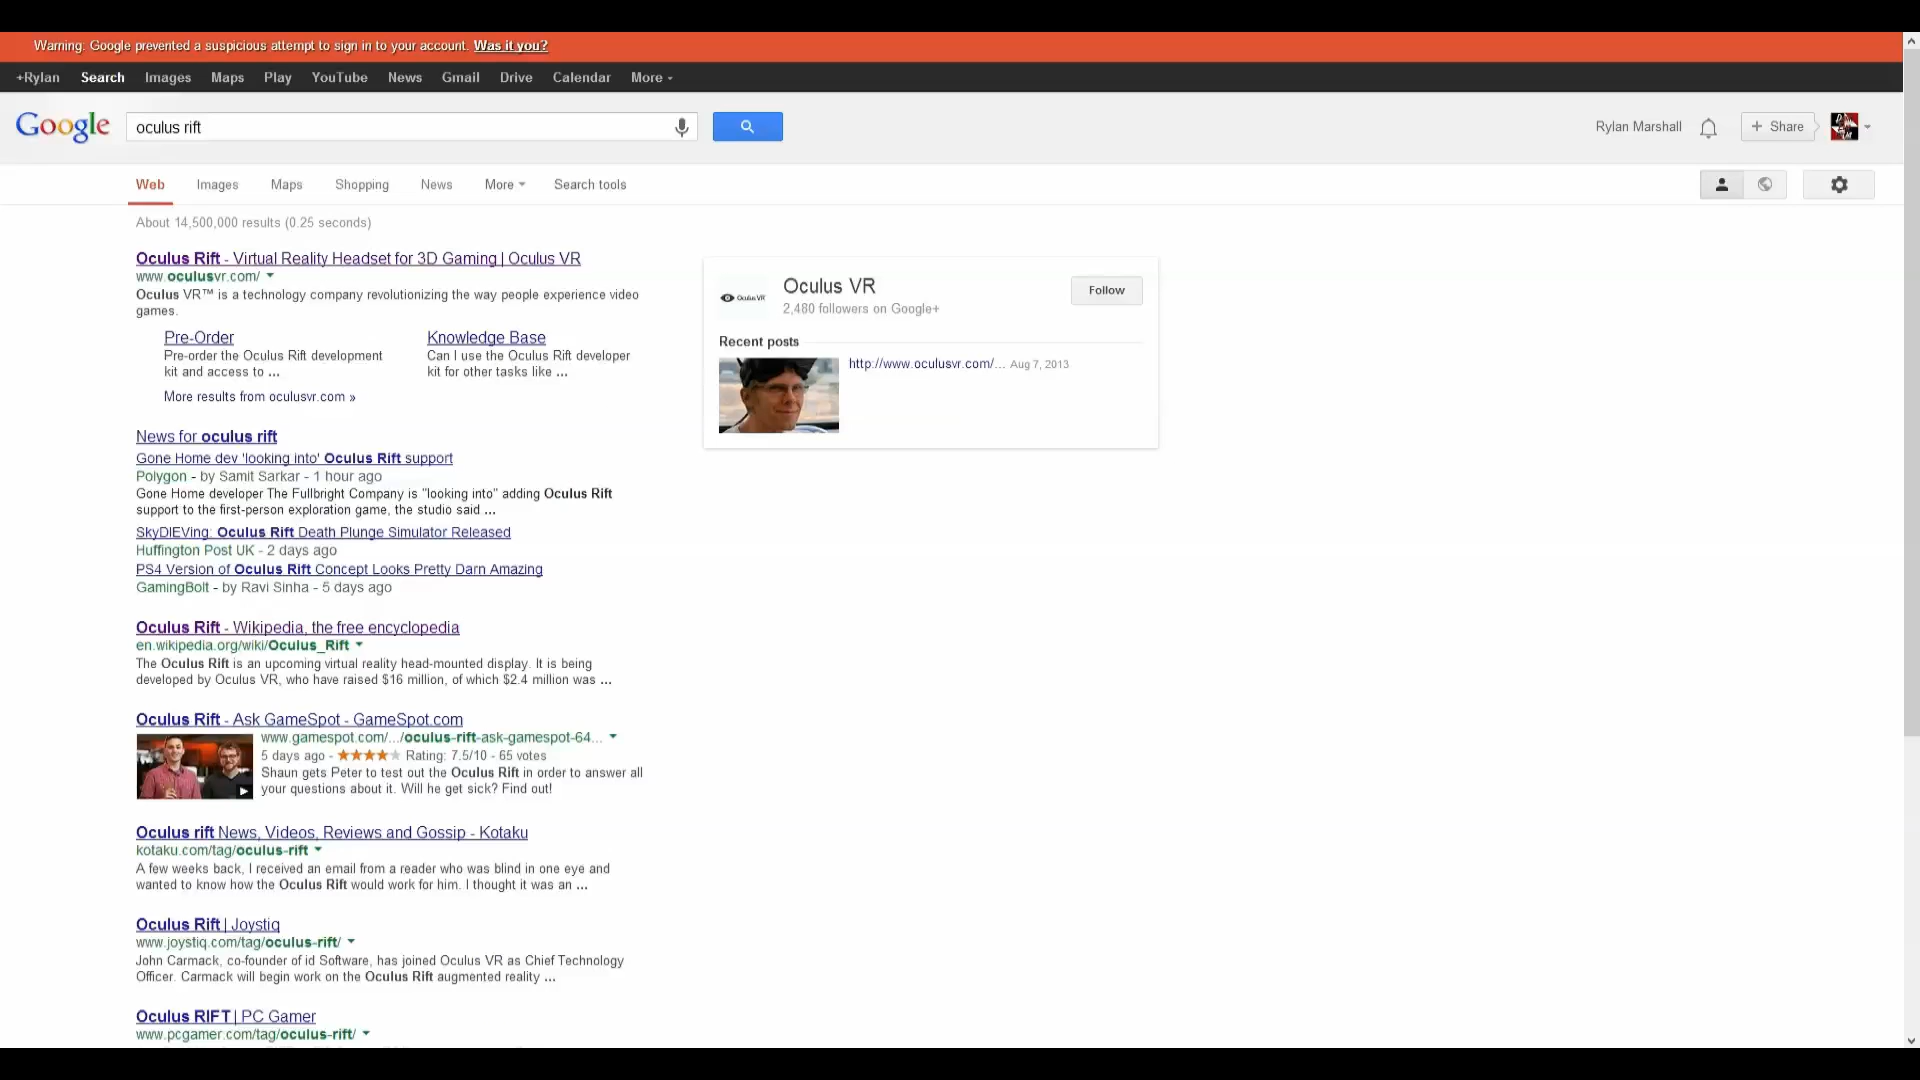 Warning: Google prevented a suspicious attempt to sign in to your account. Was it you?
+Rylan Search Images Maps Play YouTube News Gmail Drive Calendar More
Google oculus rift Rylan Marshall + Share
Web Images Maps Shopping News More Search tools
About 14,500,000 results (0.25 seconds)
Oculus Rift - Virtual Reality Headset for 3D Gaming | Oculus VR
www.oculusvr.com/
Oculus VR™ is a technology company revolutionizing the way people experience video
games.
Pre-Order
Pre-order the Oculus Rift development
kit and access to ...
Knowledge Base
Can I use the Oculus Rift developer
kit for other tasks like ...
More results from oculusvr.com »
News for oculus rift
Gone Home dev 'looking into' Oculus Rift support
Polygon - by Samit Sarkar - 1 hour ago
Gone Home developer The Fullbright Company is "looking into" adding Oculus Rift
support to the first-person exploration game, the studio said ...
SkyDIEVing: Oculus Rift Death Plunge Simulator Released
Huffington Post UK - 2 days ago
PS4 Version of Oculus Rift Concept Looks Pretty Darn Amazing
GamingBolt - by Ravi Sinha - 5 days ago
Oculus Rift - Wikipedia, the free encyclopedia
en.wikipedia.org/wiki/Oculus_Rift
The Oculus Rift is an upcoming virtual reality head-mounted display. It is being
developed by Oculus VR, who have raised $16 million, of which $2.4 million was ...
Oculus Rift - Ask GameSpot - GameSpot.com
www.gamespot.com/.../oculus-rift-ask-gamespot-64...
5 days ago - Rating: 7.5/10 - 65 votes
Shaun gets Peter to test out the Oculus Rift in order to answer all
your questions about it. Will he get sick? Find out!
Oculus rift News, Videos, Reviews and Gossip - Kotaku
kotaku.com/tag/oculus-rift
A few weeks back, I received an email from a reader who was blind in one eye and
wanted to know how the Oculus Rift would work for him. I thought it was an ...
Oculus Rift | Joystiq
www.joystiq.com/tag/oculus-rift/
John Carmack, co-founder of id Software, has joined Oculus VR as Chief Technology
Officer. Carmack will begin work on the Oculus Rift augmented reality ...
Oculus RIFT | PC Gamer
www.pcgamer.com/tag/oculus-rift/
Oculus VR
Oculus VR
2,480 followers on Google+
Follow
Recent posts
http://www.oculusvr.com/... Aug 7, 2013